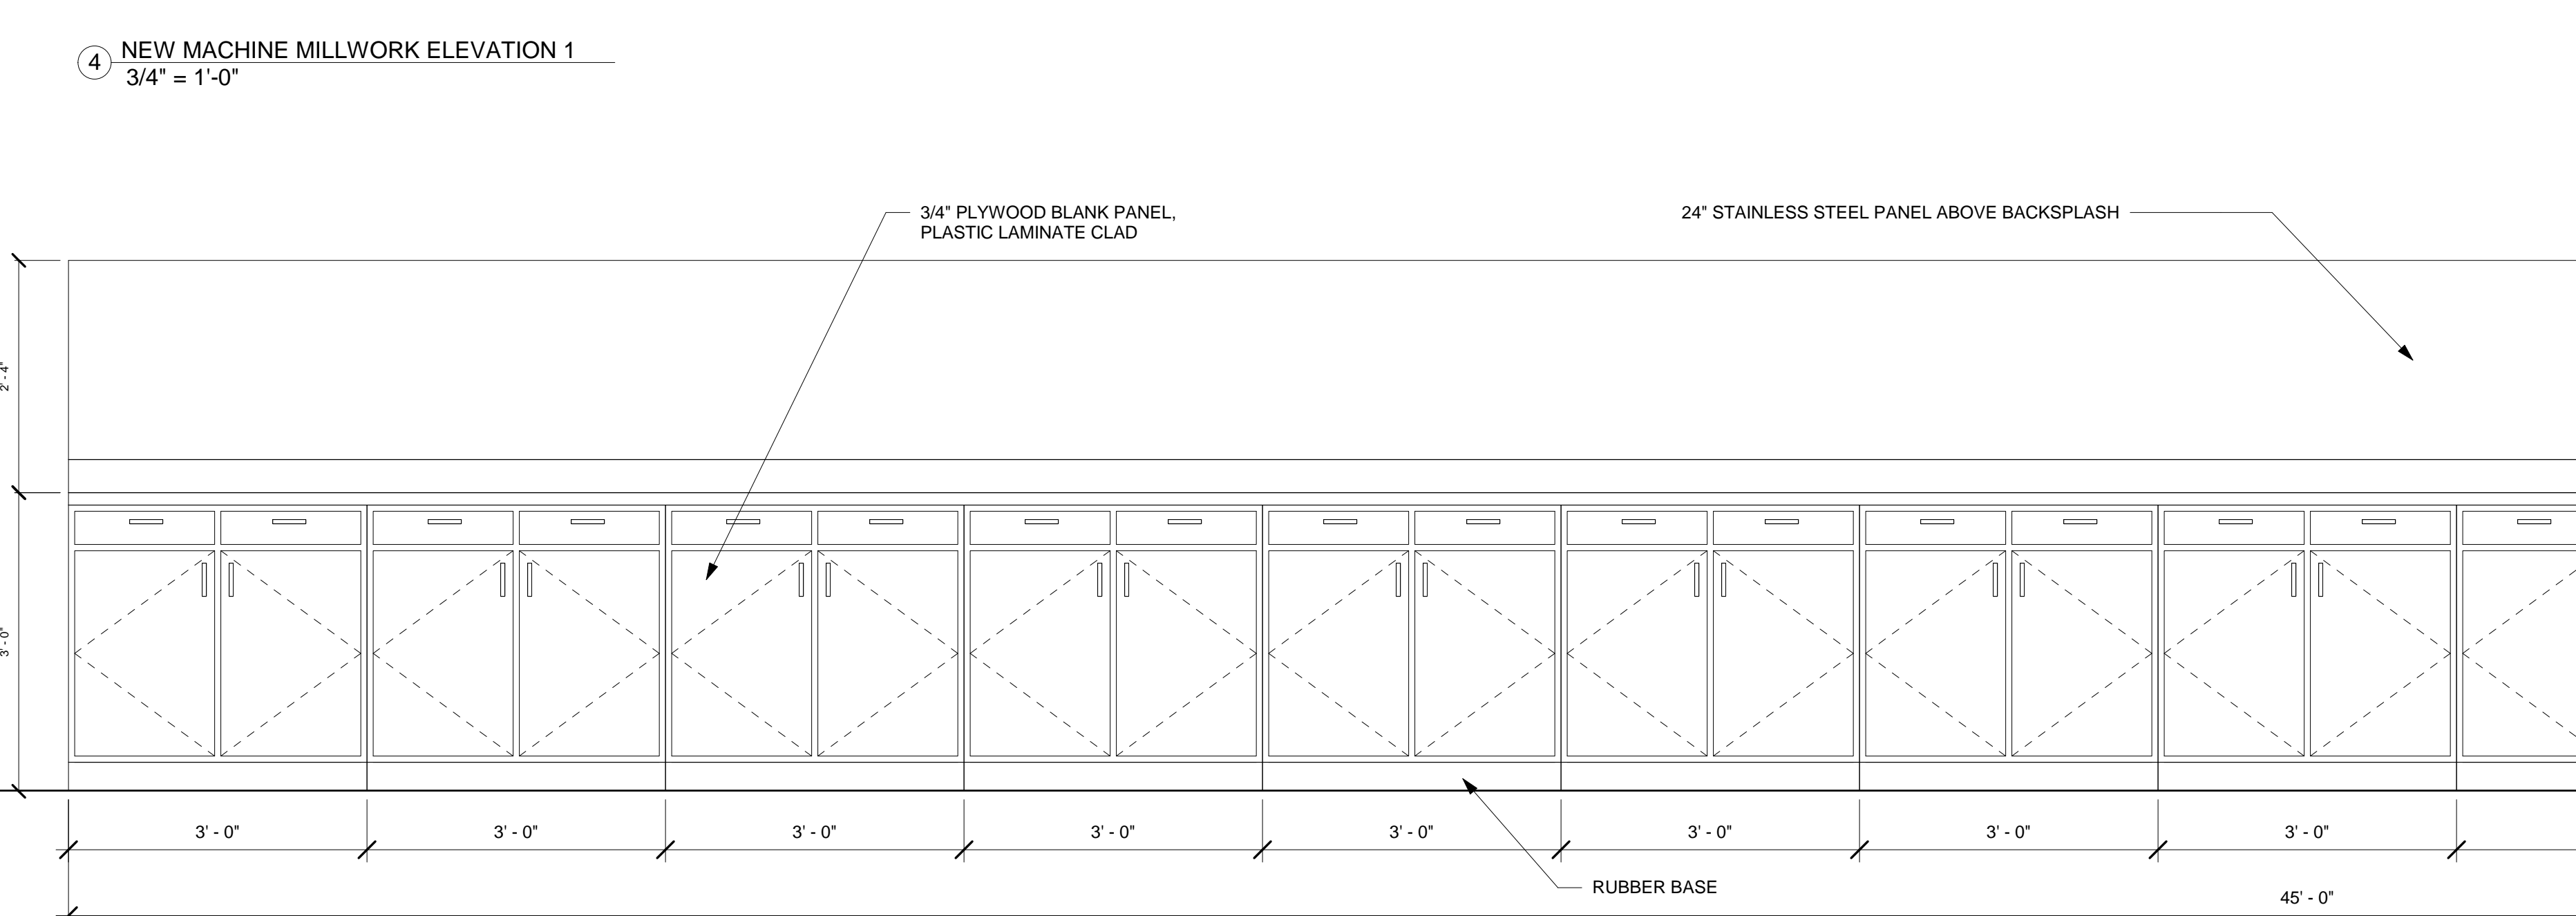 4
NEW MACHINE MILLWORK ELEVATION 1
3/4" = 1'-0"
3/4" PLYWOOD BLANK PANEL,
PLASTIC LAMINATE CLAD
24" STAINLESS STEEL PANEL ABOVE BACKSPLASH
2' - 4"
3' - 0"
3' - 0"
3' - 0"
3' - 0"
3' - 0"
3' - 0"
3' - 0"
3' - 0"
3' - 0"
RUBBER BASE
45' - 0"